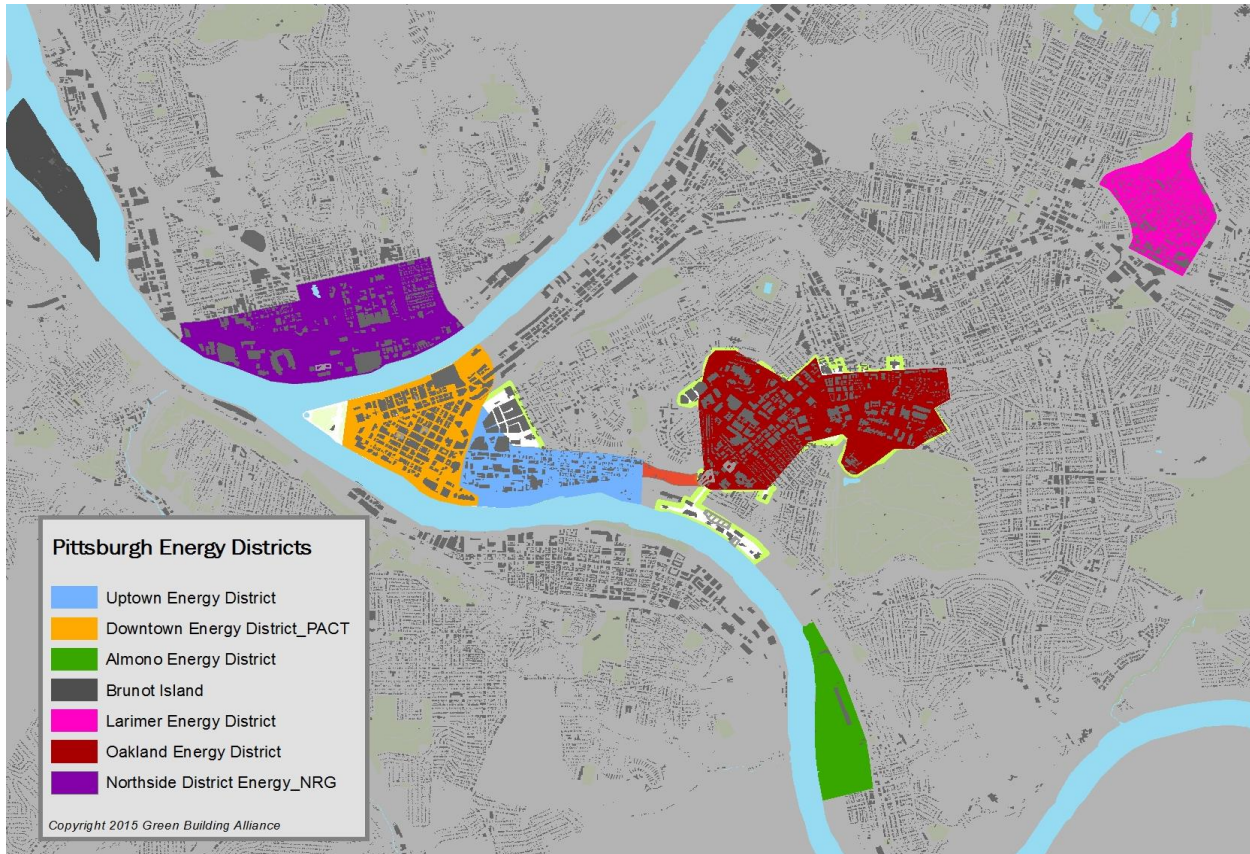 Pittsburgh Energy Districts
Uptown Energy District
Downtown Energy District_PACT
Almono Energy District
Brunot Island
Larimer Energy District
Oakland Energy District
Northside District Energy_NRG
Copyright 2015 Green Building Alliance